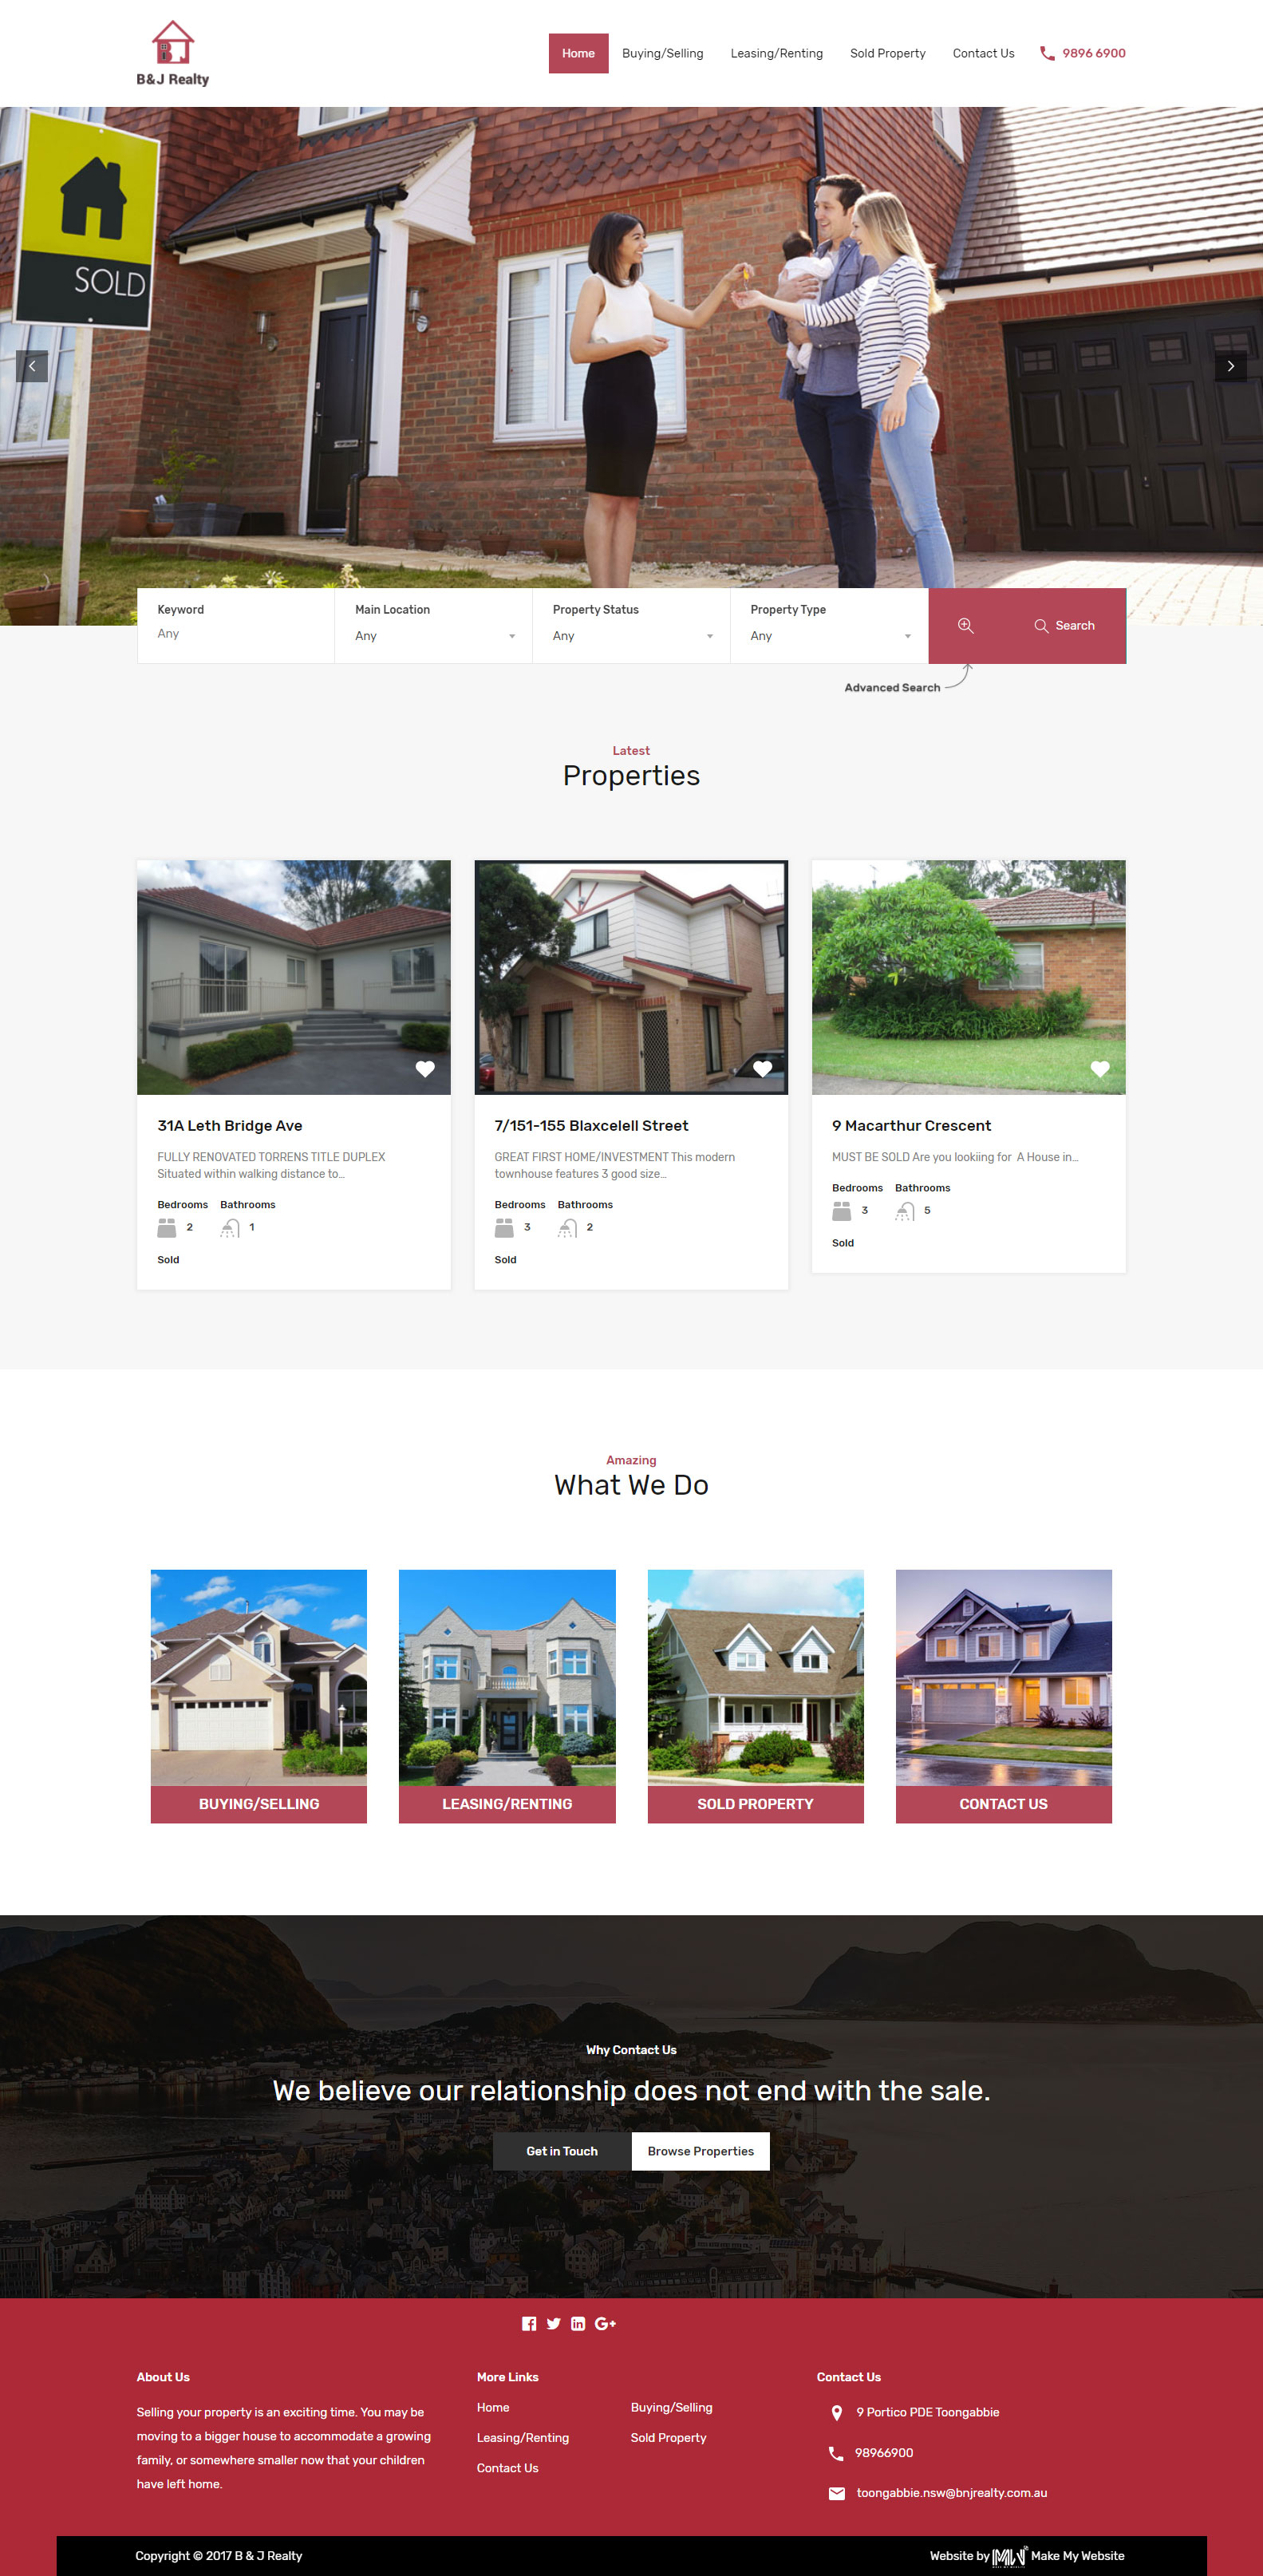 B&J Realty
Home Buying/Selling Leasing/Renting Sold Property Contact Us 9896 6900
SOLD
Keyword Main Location Property Status Property Type
Any Any Any Any
Search
Advanced Search
Latest
Properties
31A Leth Bridge Ave
FULLY RENOVATED TORRENS TITLE DUPLEX
Situated within walking distance to...
Bedrooms Bathrooms
2 1
Sold
7/151-155 Blaxcelell Street
GREAT FIRST HOME/INVESTMENT This modern
townhouse features 3 good size...
Bedrooms Bathrooms
3 2
Sold
9 Macarthur Crescent
MUST BE SOLD Are you lookiing for A House in...
Bedrooms Bathrooms
3 5
Sold
Amazing
What We Do
BUYING/SELLING
LEASING/RENTING
SOLD PROPERTY
CONTACT US
Why Contact Us
We believe our relationship does not end with the sale.
Get in Touch Browse Properties
About Us
Selling your property is an exciting time. You may be
moving to a bigger house to accommodate a growing
family, or somewhere smaller now that your children
have left home.
More Links
Home Buying/Selling
Leasing/Renting Sold Property
Contact Us
Contact Us
9 Portico PDE Toongabbie
98966900
toongabbie.nsw@bnjrealty.com.au
Copyright © 2017 B & J Realty
Website by MMW Make My Website